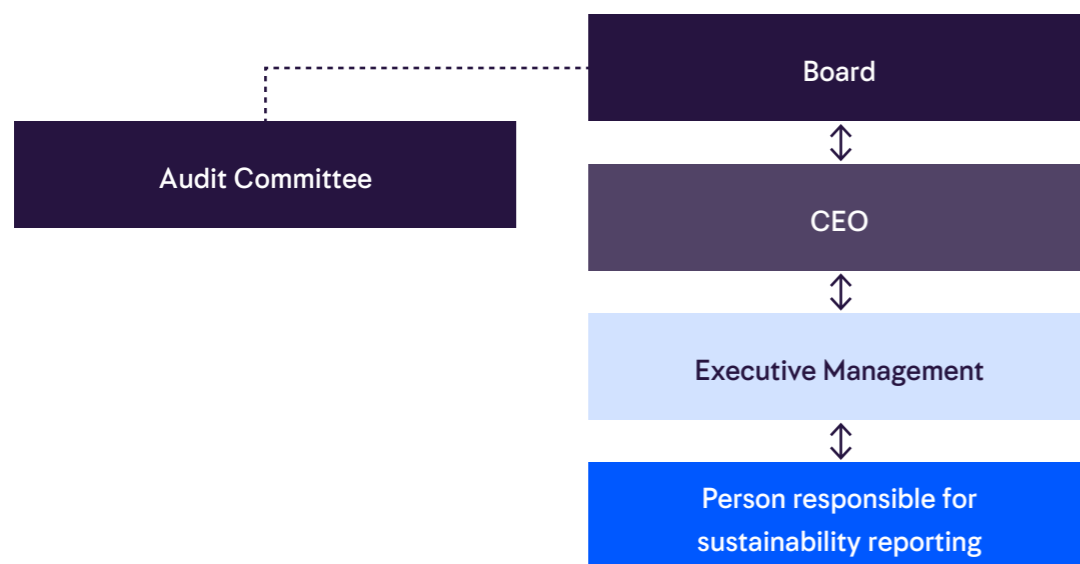 Board
Audit Committee
CEO
Executive Management
Person responsible for
sustainability reporting